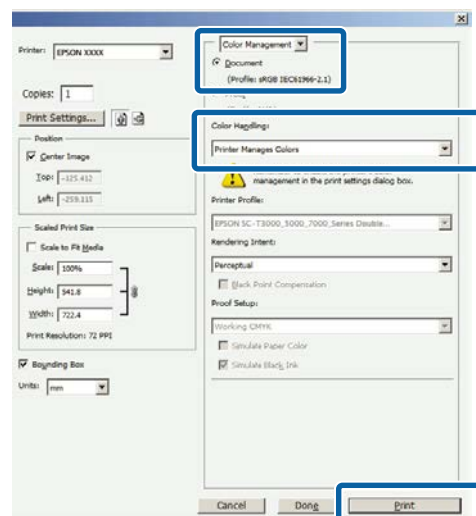 Printer: EPSON XXXX
Copies: 1
Print Settings...
Position
Center Image
Top: -325.412
Left: -259.115
Scaled Print Size
Scale to Fit Media
Scale: 100%
Height: 541.8
Width: 722.4
Print Resolution: 72 PPI
Bounding Box
Units: mm
Color Management
Document
(Profile: sRGB IEC61966-2.1)
Color Handling:
Printer Manages Colors
management in the print settings dialog box.
Printer Profile:
EPSON SC-T3000_5000_7000_Series Double...
Rendering Intent:
Perceptual
Black Point Compensation
Proof Setup:
Working CMYK
Simulate Paper Color
Simulate Black Ink
Cancel
Done
Print